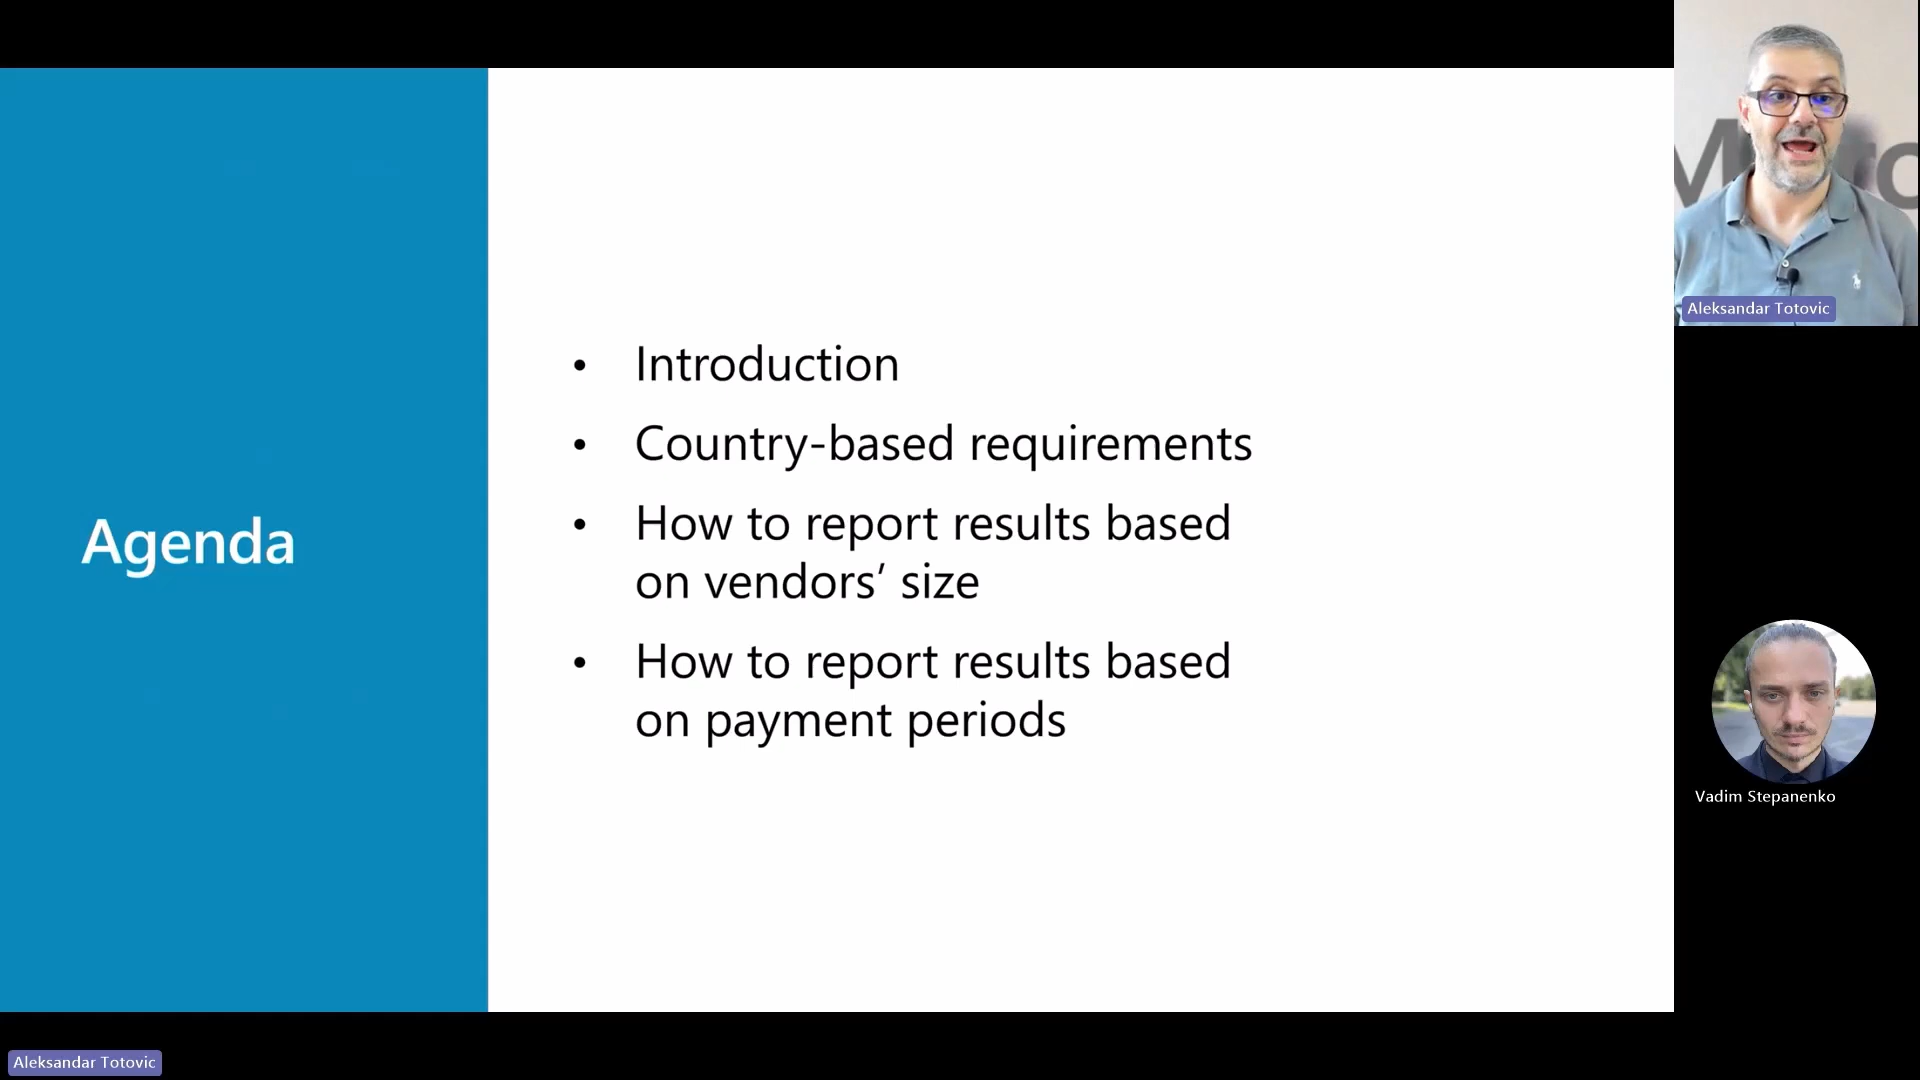 Agenda
• Introduction
• Country-based requirements
• How to report results based
on vendors’ size
• How to report results based
on payment periods
Aleksandar Totovic
Vadim Stepanenko
Aleksandar Totovic